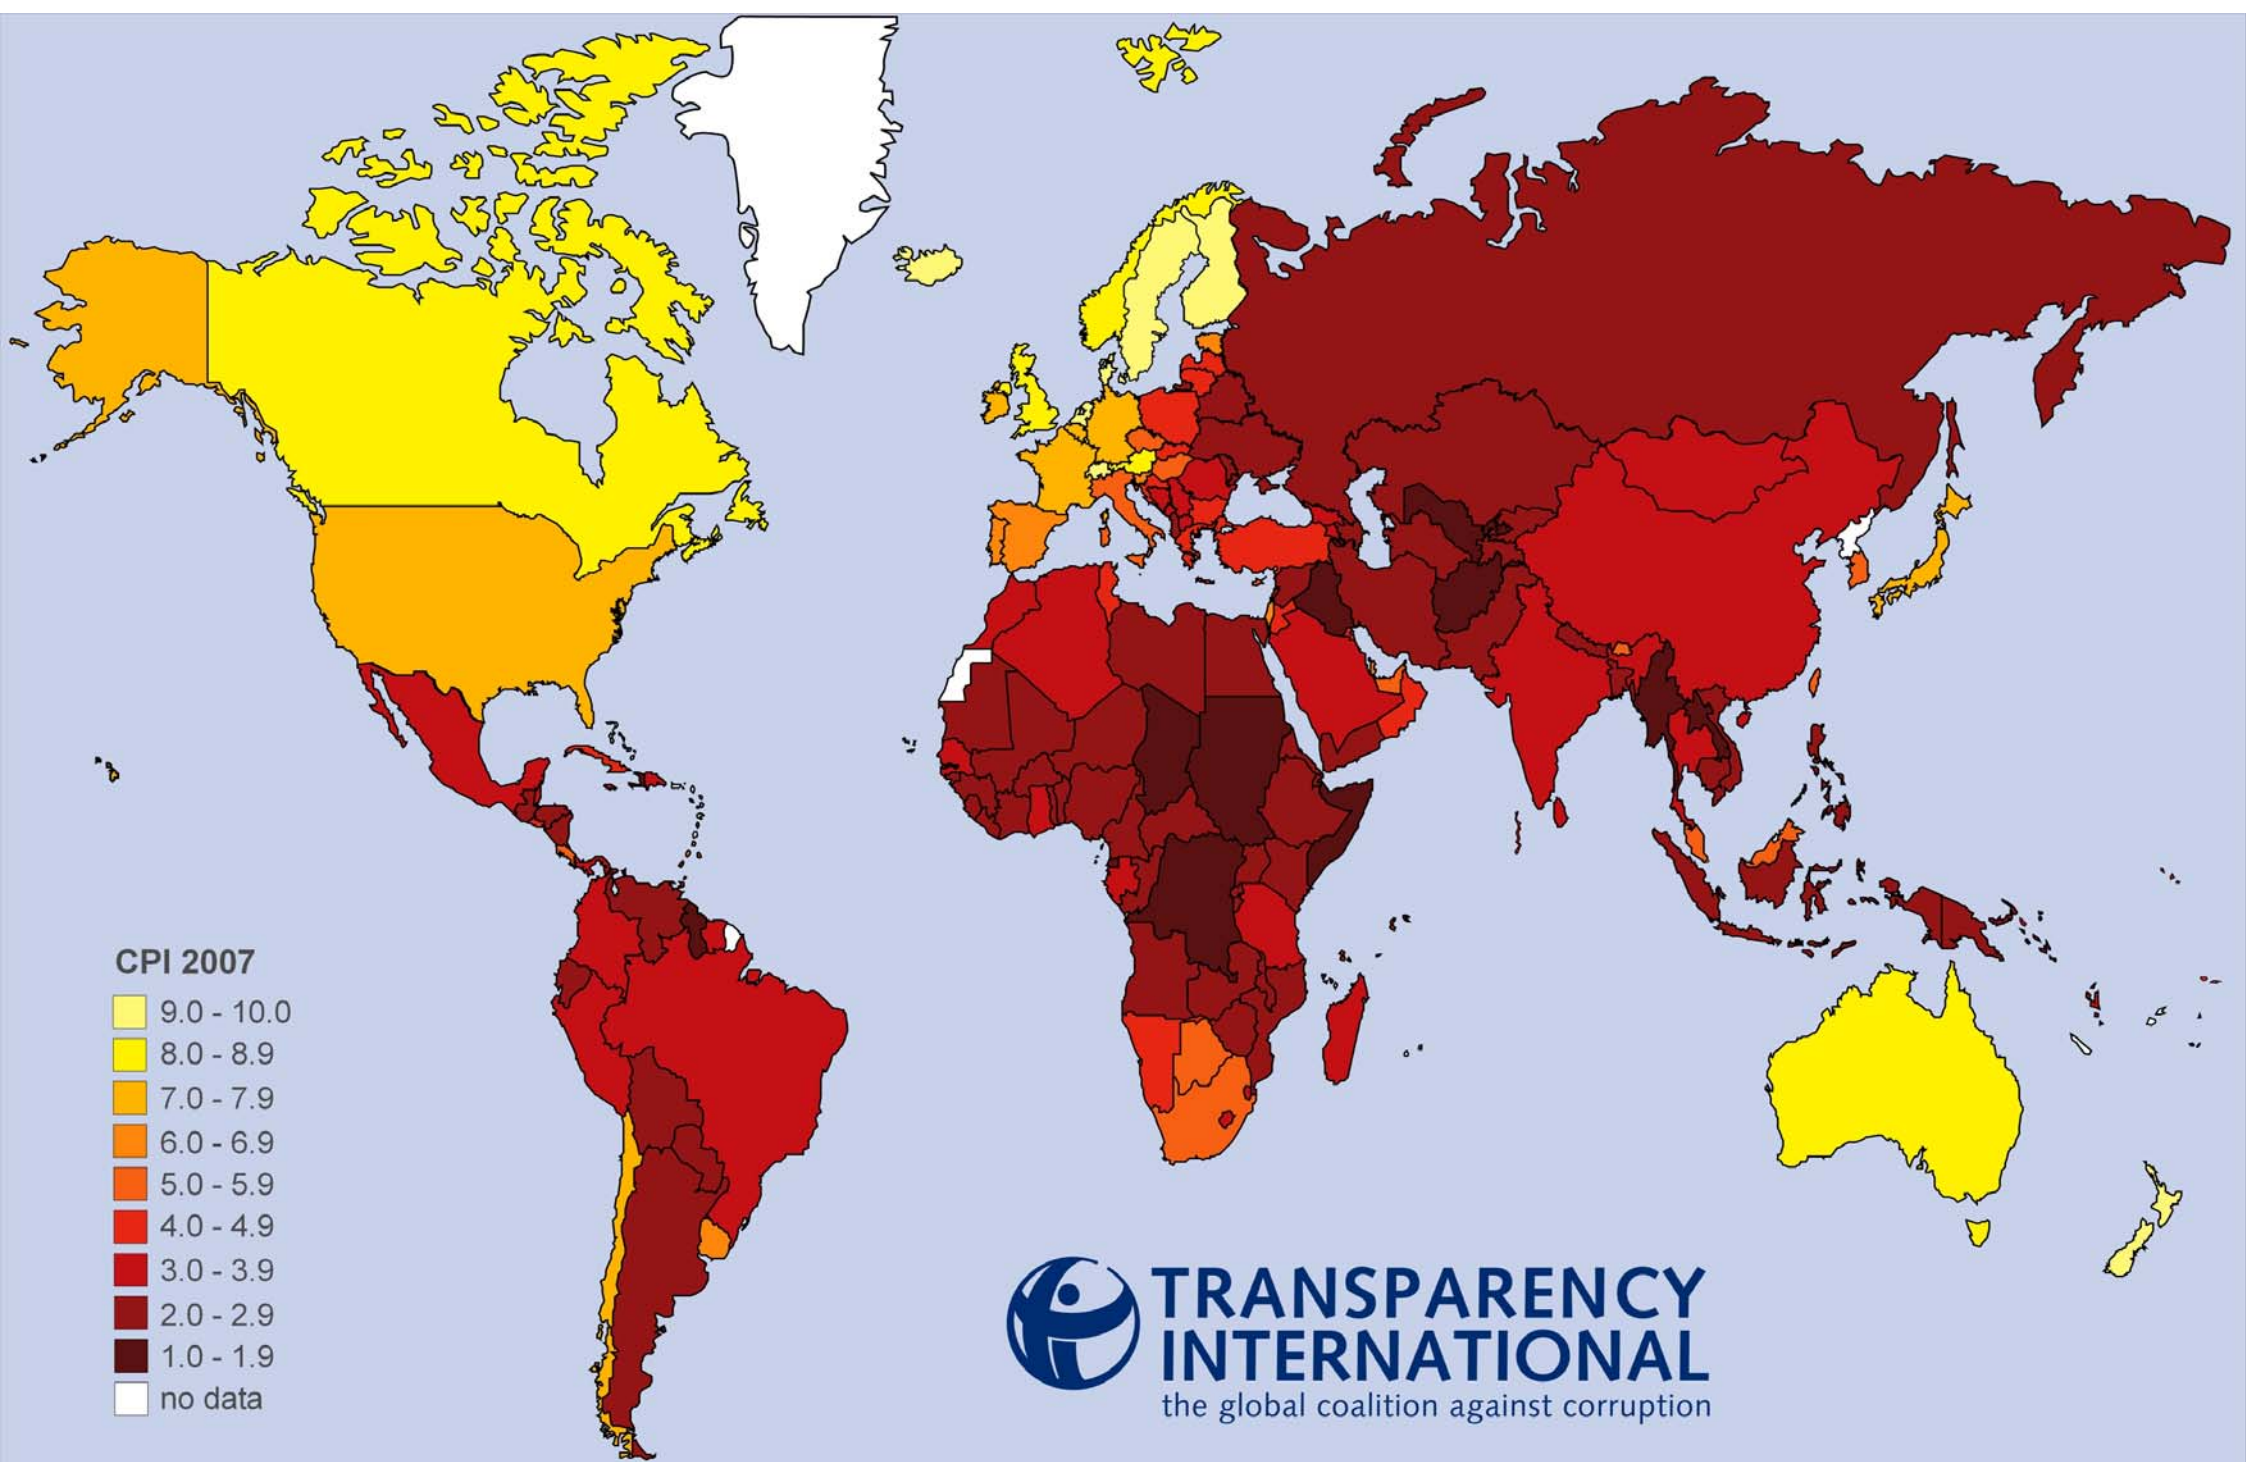 CPI 2007
9.0 - 10.0
8.0 - 8.9
7.0 - 7.9
6.0 - 6.9
5.0 - 5.9
4.0 - 4.9
3.0 - 3.9
2.0 - 2.9
1.0 - 1.9
no data
TRANSPARENCY
INTERNATIONAL
the global coalition against corruption